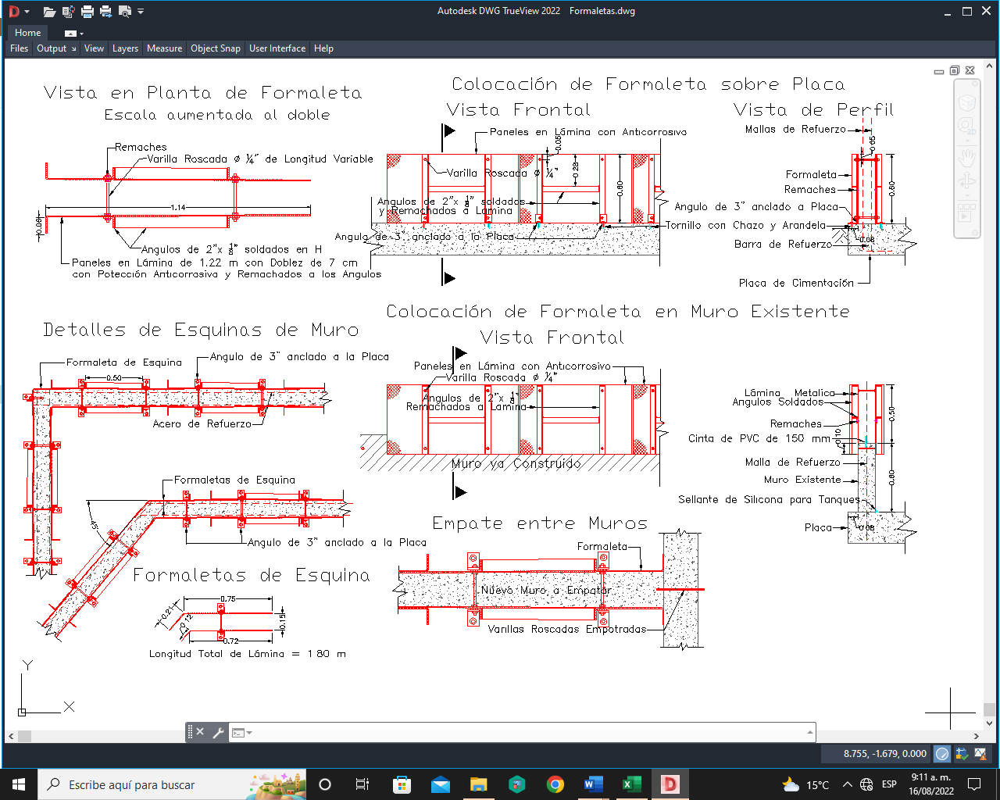 Autodesk DWG TrueView 2022 Formaletas.dwg
Home
Files Output View Layers Measure Object Snap User Interface Help
Vista en Planta de Formaleta
Escala aumentada al doble
Remaches
Varilla Roscada ø ¼" de Longitud Variable
1.14
0.06
Angulos de 2"x ⅛" soldados en H
Paneles en Lámina de 1.22 m con Doblez de 7 cm
con Potección Anticorrosiva y Remachados a los Angulos
Colocación de Formaleta sobre Placa
Vista Frontal
Paneles en Lámina con Anticorrosivo
0.05
Varilla Roscada ø ¼"
0.28
0.60
Angulos de 2"x ⅛" soldados
y Remachados a Lámina
Angulo de 3" anclado a la Placa
Vista de Perfil
Mallas de Refuerzo
0.05
Formaleta
Remaches
0.60
Angulo de 3" anclado a Placa
Tornillo con Chazo y Arandela
0.08
Barra de Refuerzo
Placa de Cimentación
Detalles de Esquinas de Muro
Formaleta de Esquina
Angulo de 3" anclado a la Placa
0.50
Acero de Refuerzo
Formaletas de Esquina
45°
Angulo de 3" anclado a la Placa
Colocación de Formaleta en Muro Existente
Vista Frontal
Paneles en Lámina con Anticorrosivo
Varilla Roscada ø ¼"
Angulos de 2"x ⅛"
Remachados a Lámina
Muro ya Construído
Lámina Metalica
Angulos Soldados
0.50
Remaches
0.10
Cinta de PVC de 150 mm
Malla de Refuerzo
0.60
Muro Existente
Sellante de Silicona para Tanques
Placa
0.08
Formaletas de Esquina
0.75
0.21
0.12
0.15
0.72
Longitud Total de Lámina = 1.80 m
Empate entre Muros
Formaleta
Nuevo Muro a Empatar
Varillas Roscadas Empotradas
Y
X
8.755, -1.679, 0.000
Escribe aquí para buscar
15°C
ESP
9:11 a. m.
16/08/2022